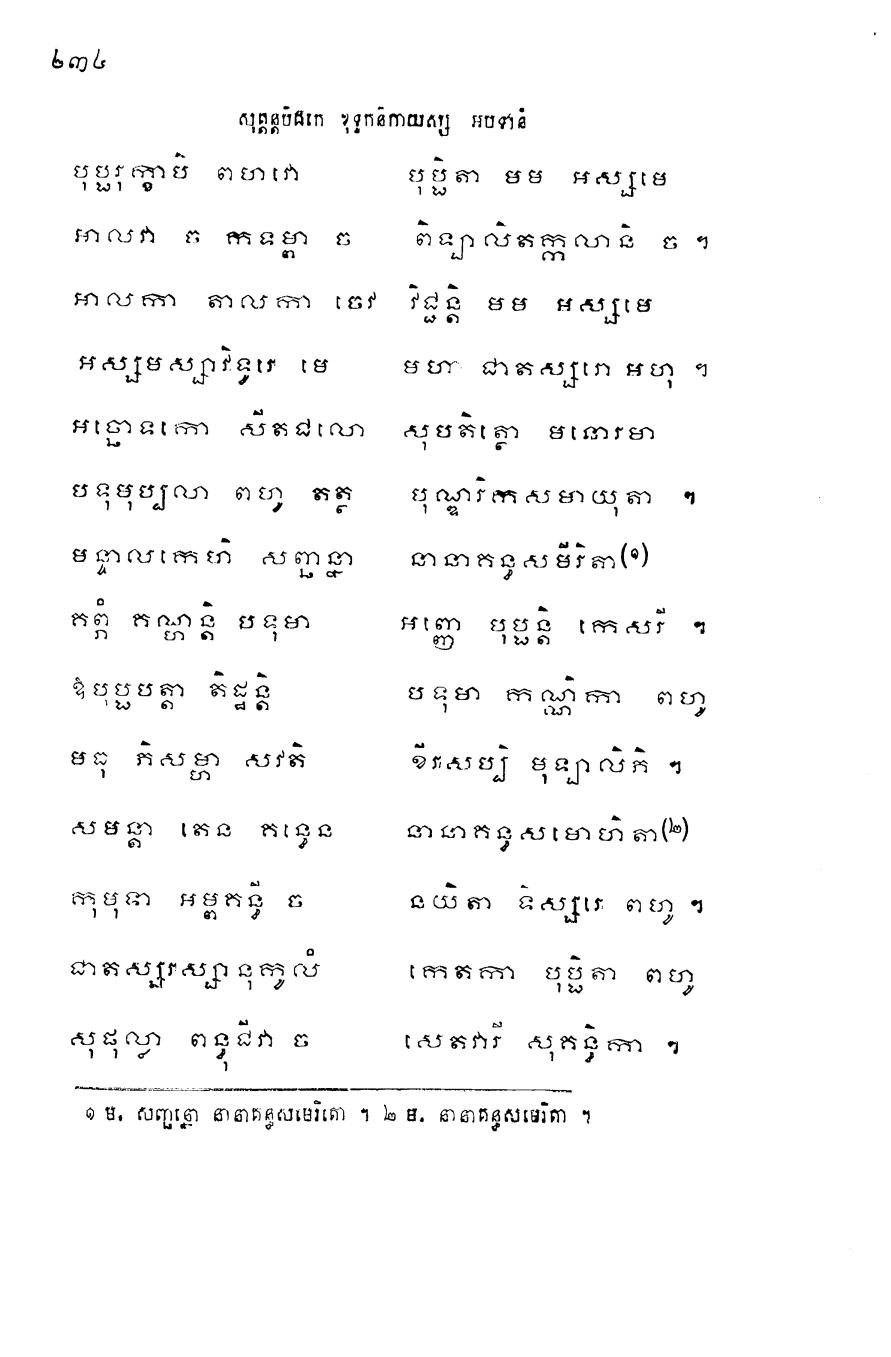 ២៣៤
សុត្តន្តបិដកេ ខុទ្ទកនិកាយស្ស អបទានំ
បុប្ផរុក្ខាបិ ពហវោ បុប្ផិតា មម អស្សមេ
អាលវា ច កទម្ពា ច ពិឡាលិតក្កលានិ ច ។
អាលកា តាលកា ចេវ វិជ្ជន្តិ មម អស្សមេ
អស្សមស្សាវិទូរេ មេ មហា ជាតស្សរោ អហុ ។
អច្ឆោទកោ សីតជលោ សុបតិត្ថោ មនោរមា
បទុមុប្បលា ពហូ តត្ថ បុណ្ឌរិកសមាយុតា ។
មន្ទាលកេហិ សញ្ឆន្នា នានាគន្ធសមីរិតា(១)
គព្ភំ គណ្ហន្តិ បទុមា អញ្ញេ បុប្ផន្តិ កេសរី ។
ឱបុប្ផបត្តា តិដ្ឋន្តិ បទុមា កណ្ណិកា ពហូ
មធុ ភិសម្ហា សវតិ ខីរសប្បិ មុឡាលិភិ ។
សមន្តា តេន គន្ធេន នានាគន្ធសមោហិតា(២)
កុមុទា អម្ពគន្ធី ច នយិតា ទិស្សរេ ពហូ ។
ជាតស្សរស្សានុកូលំ កេតកា បុប្ផិតា ពហូ
សុផុល្លា ពន្ធុជីវា ច សេតវារី សុគន្ធិកា ។
១ ម. សញ្ឆន្នោ នានាគន្ធសមេរិតោ ។ ២ ម. នានាគន្ធសមេរិតា ។